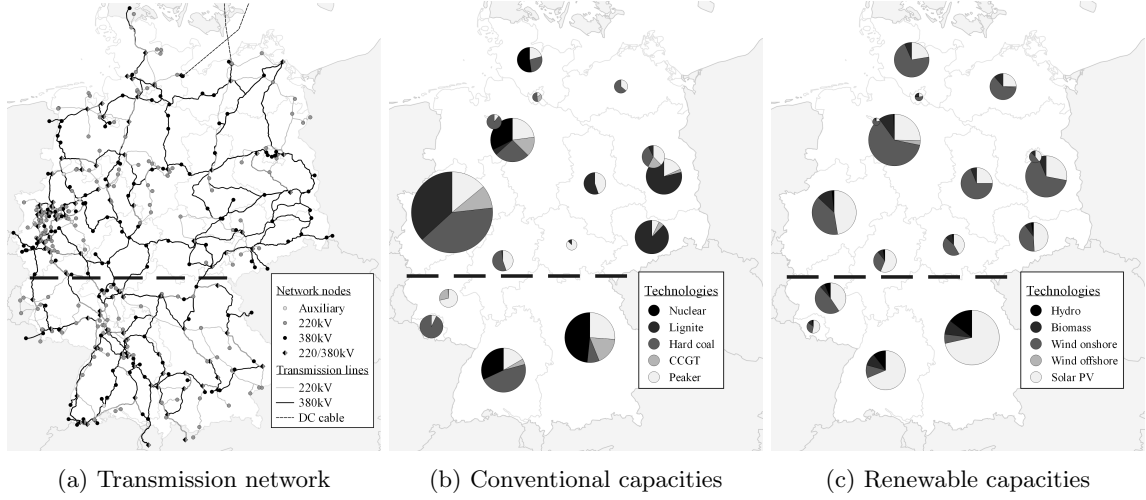 Network nodes
Auxiliary
220kV
380kV
220/380kV
Transmission lines
220kV
380kV
DC cable
Technologies
Nuclear
Lignite
Hard coal
CCGT
Peaker
Technologies
Hydro
Biomass
Wind onshore
Wind offshore
Solar PV
(a) Transmission network
(b) Conventional capacities
(c) Renewable capacities